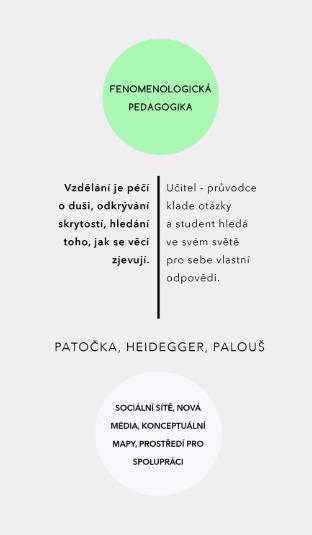 FENOMENOLOGICKÁ
PEDAGOGIKA
Vzdělání je péčí
o duši, odkrývání
skrytostí, hledání
toho, jak se věci
zjevují.
Učitel - průvodce
klade otázky
a student hledá
ve svém světě
pro sebe vlastní
odpovědi.
PATOČKA, HEIDEGGER, PALOUŠ
SOCIÁLNÍ SÍTĚ, NOVÁ
MÉDIA, KONCEPTUÁLNÍ
MAPY, PROSTŘEDÍ PRO
SPOLUPRÁCI